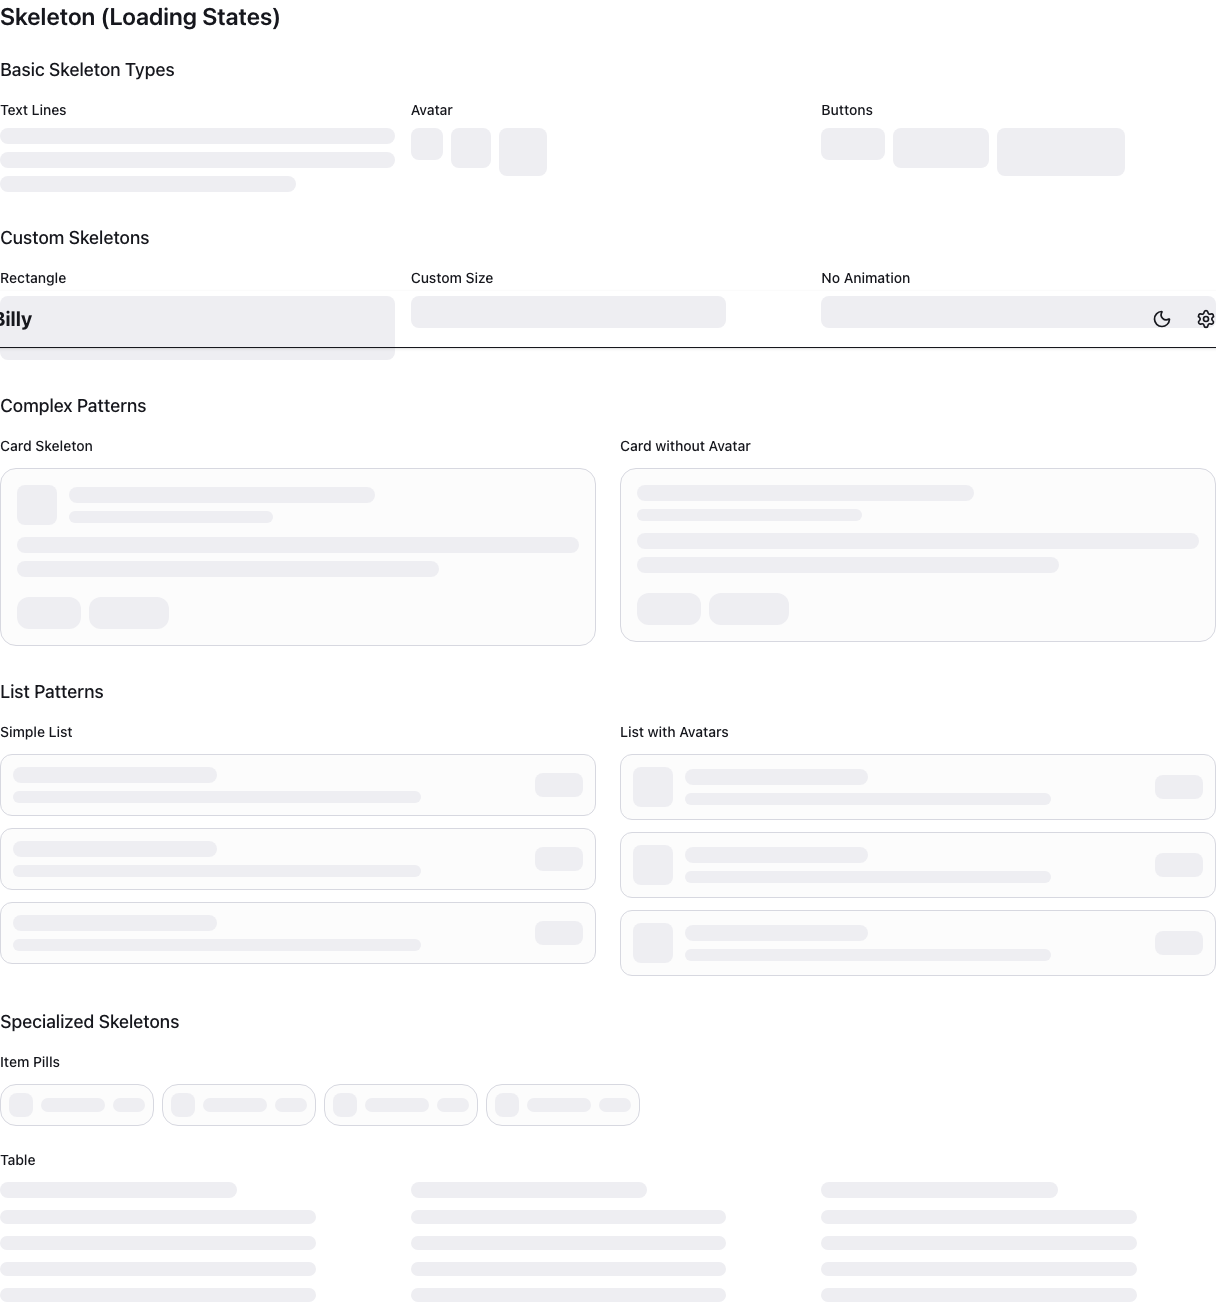 Skeleton (Loading States)
Basic Skeleton Types
Text Lines
Avatar
Buttons
Custom Skeletons
Rectangle
Custom Size
No Animation
Billy
Complex Patterns
Card Skeleton
Card without Avatar
List Patterns
Simple List
List with Avatars
Specialized Skeletons
Item Pills
Table